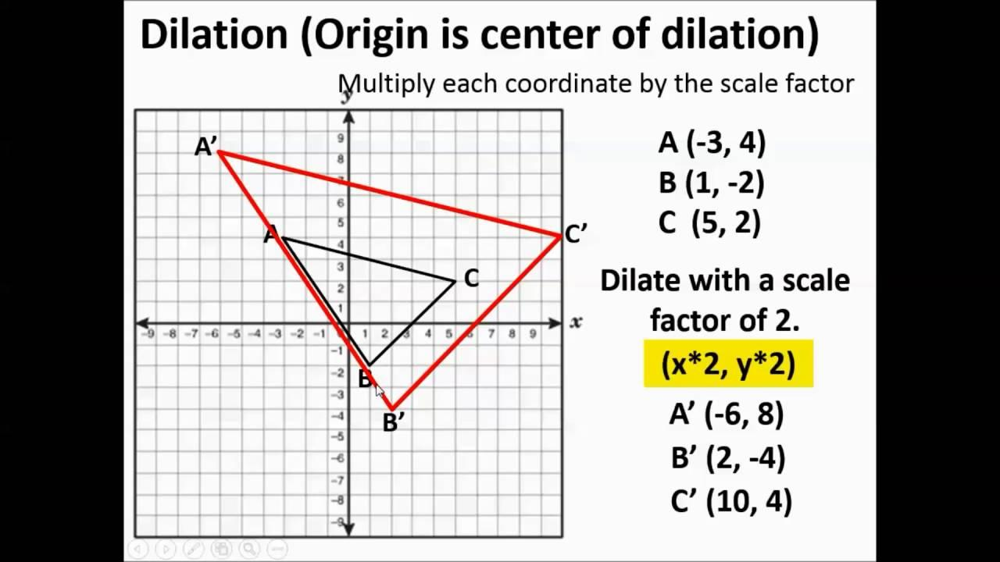 Dilation (Origin is center of dilation)
Multiply each coordinate by the scale factor
y
A’
9
8
7
6
5
4
3
2
1
A
C’
C
x
-9 -8 -7 -6 -5 -4 -3 -2 -1 0 1 2 3 4 5 6 7 8 9
-1
-2
-3
-4
-5
-6
-7
-8
-9
B
B’
A (-3, 4)
B (1, -2)
C (5, 2)
Dilate with a scale
factor of 2.
(x*2, y*2)
A’ (-6, 8)
B’ (2, -4)
C’ (10, 4)